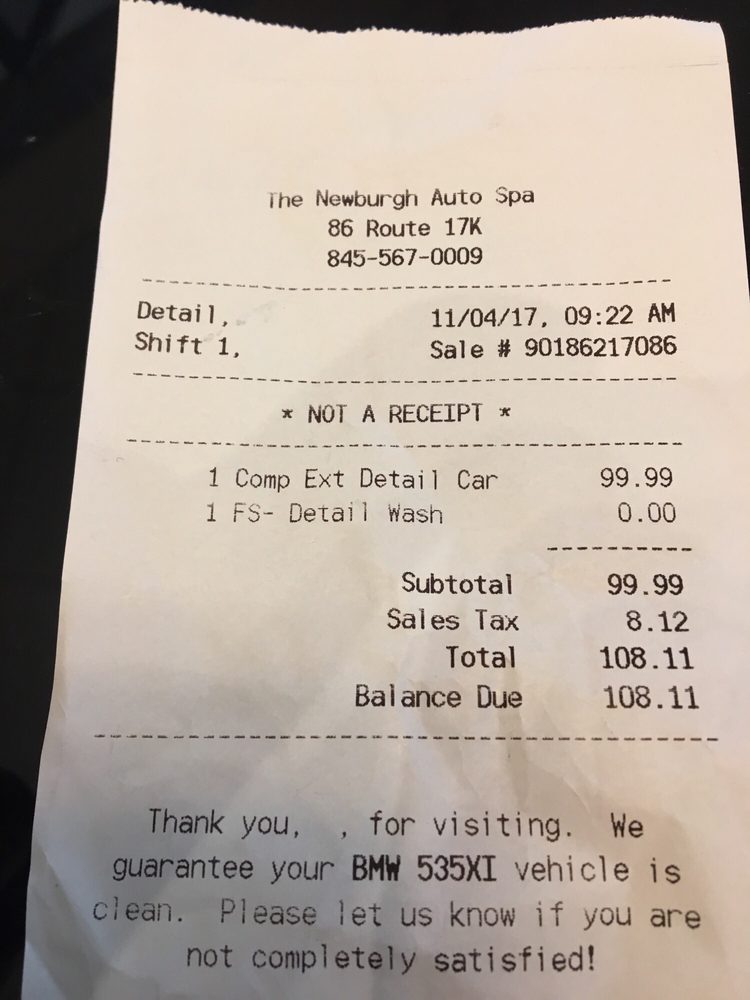 The Newburgh Auto Spa
86 Route 17K
845-567-0009
Detail, 11/04/17, 09:22 AM
Shift 1, Sale # 90186217086
* NOT A RECEIPT *
1 Comp Ext Detail Car 99.99
1 FS- Detail Wash 0.00
Subtotal 99.99
Sales Tax 8.12
Total 108.11
Balance Due 108.11
Thank you, , for visiting. We
guarantee your BMW 535XI vehicle is
clean. Please let us know if you are
not completely satisfied!